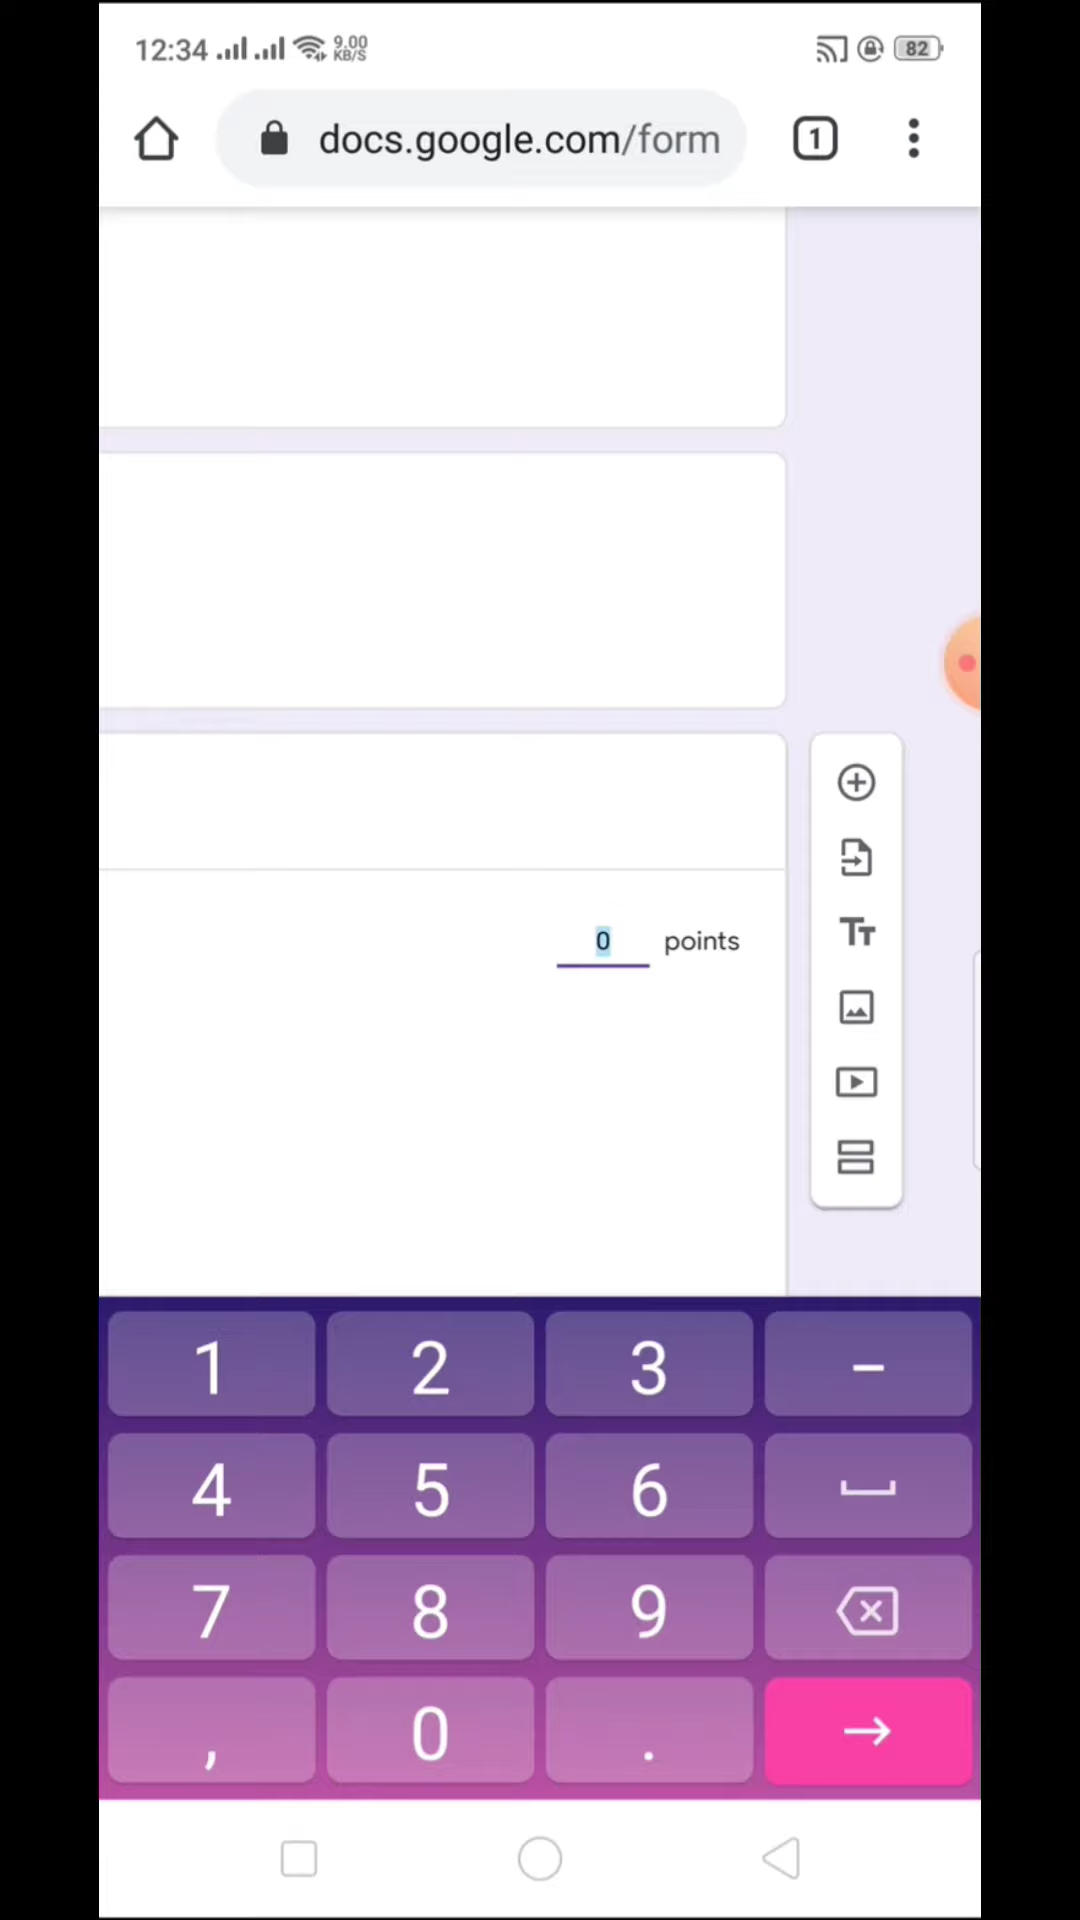 12:34 9.00 KB/S 82
docs.google.com/form 1
0 points
1 2 3 –
4 5 6
7 8 9
, 0 .